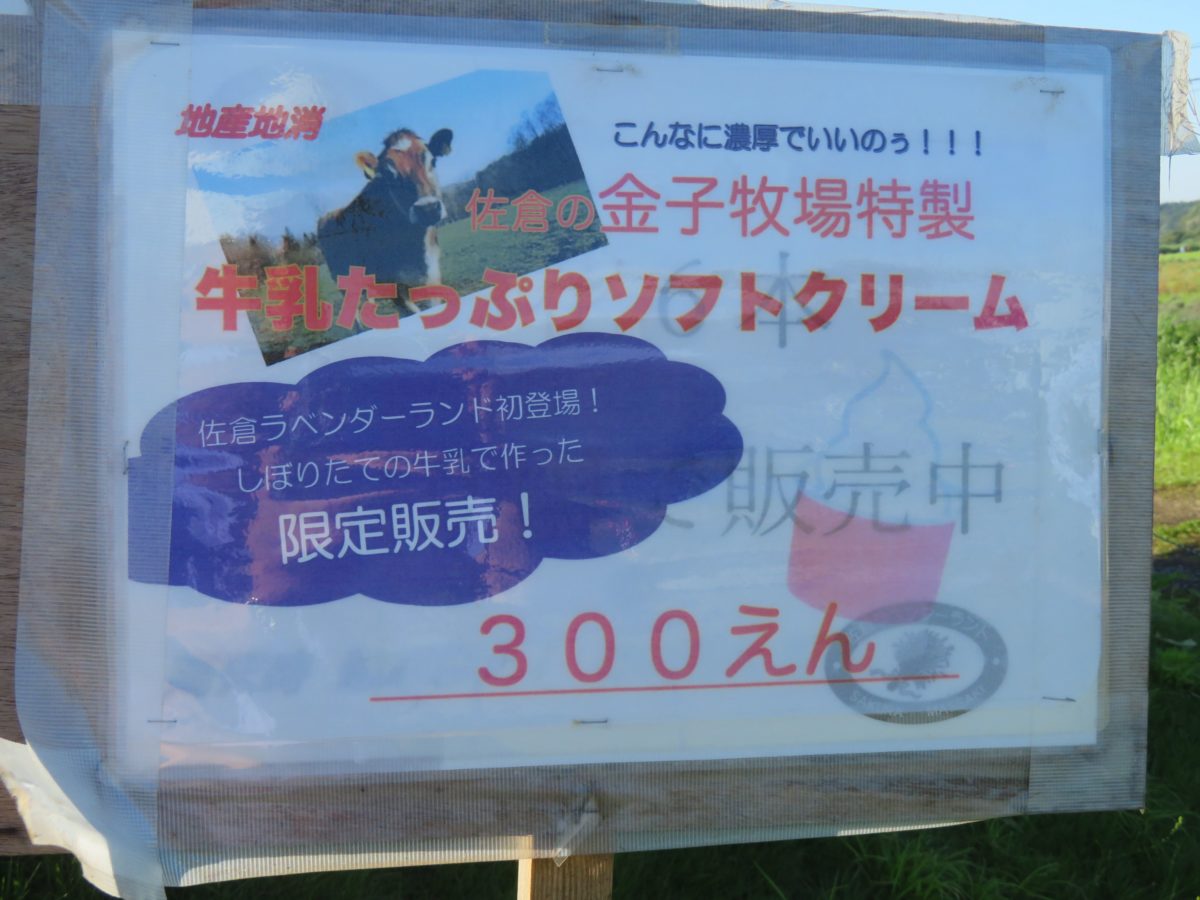 地産地消
こんなに濃厚でいいのぅ！！！
佐倉の金子牧場特製
牛乳たっぷりソフトクリーム
6本
佐倉ラベンダーランド初登場！
しぼりたての牛乳で作った
限定販売！
で販売中
３００えん